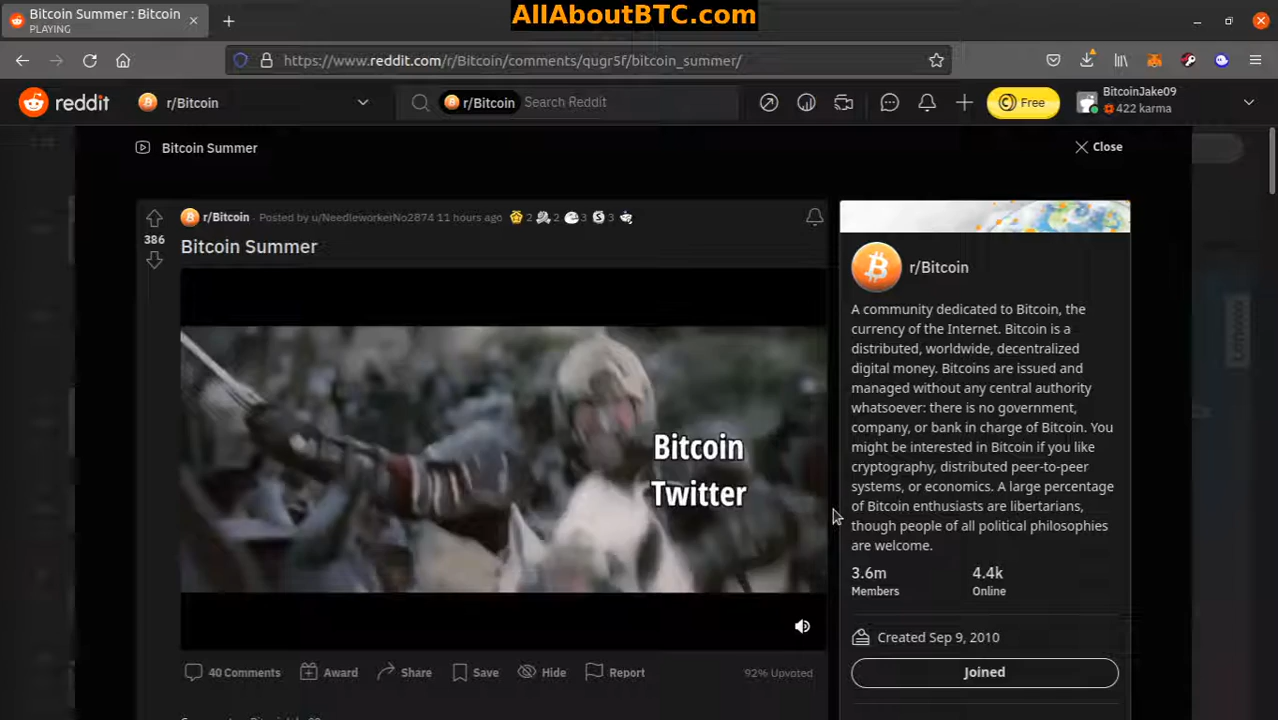 AllAboutBTC.com
Bitcoin Summer : Bitcoin
PLAYING
https://www.reddit.com/r/Bitcoin/comments/qugr5f/bitcoin_summer/
reddit
r/Bitcoin
r/Bitcoin Search Reddit
Free
BitcoinJake09
422 karma
Bitcoin Summer
Close
386
r/Bitcoin · Posted by u/NeedleworkerNo2874 11 hours ago 2 2 3 3
Bitcoin Summer
Bitcoin
Twitter
40 Comments
Award
Share
Save
Hide
Report
92% Upvoted
r/Bitcoin
A community dedicated to Bitcoin, the
currency of the Internet. Bitcoin is a
distributed, worldwide, decentralized
digital money. Bitcoins are issued and
managed without any central authority
whatsoever: there is no government,
company, or bank in charge of Bitcoin. You
might be interested in Bitcoin if you like
cryptography, distributed peer-to-peer
systems, or economics. A large percentage
of Bitcoin enthusiasts are libertarians,
though people of all political philosophies
are welcome.
3.6m
Members
4.4k
Online
Created Sep 9, 2010
Joined